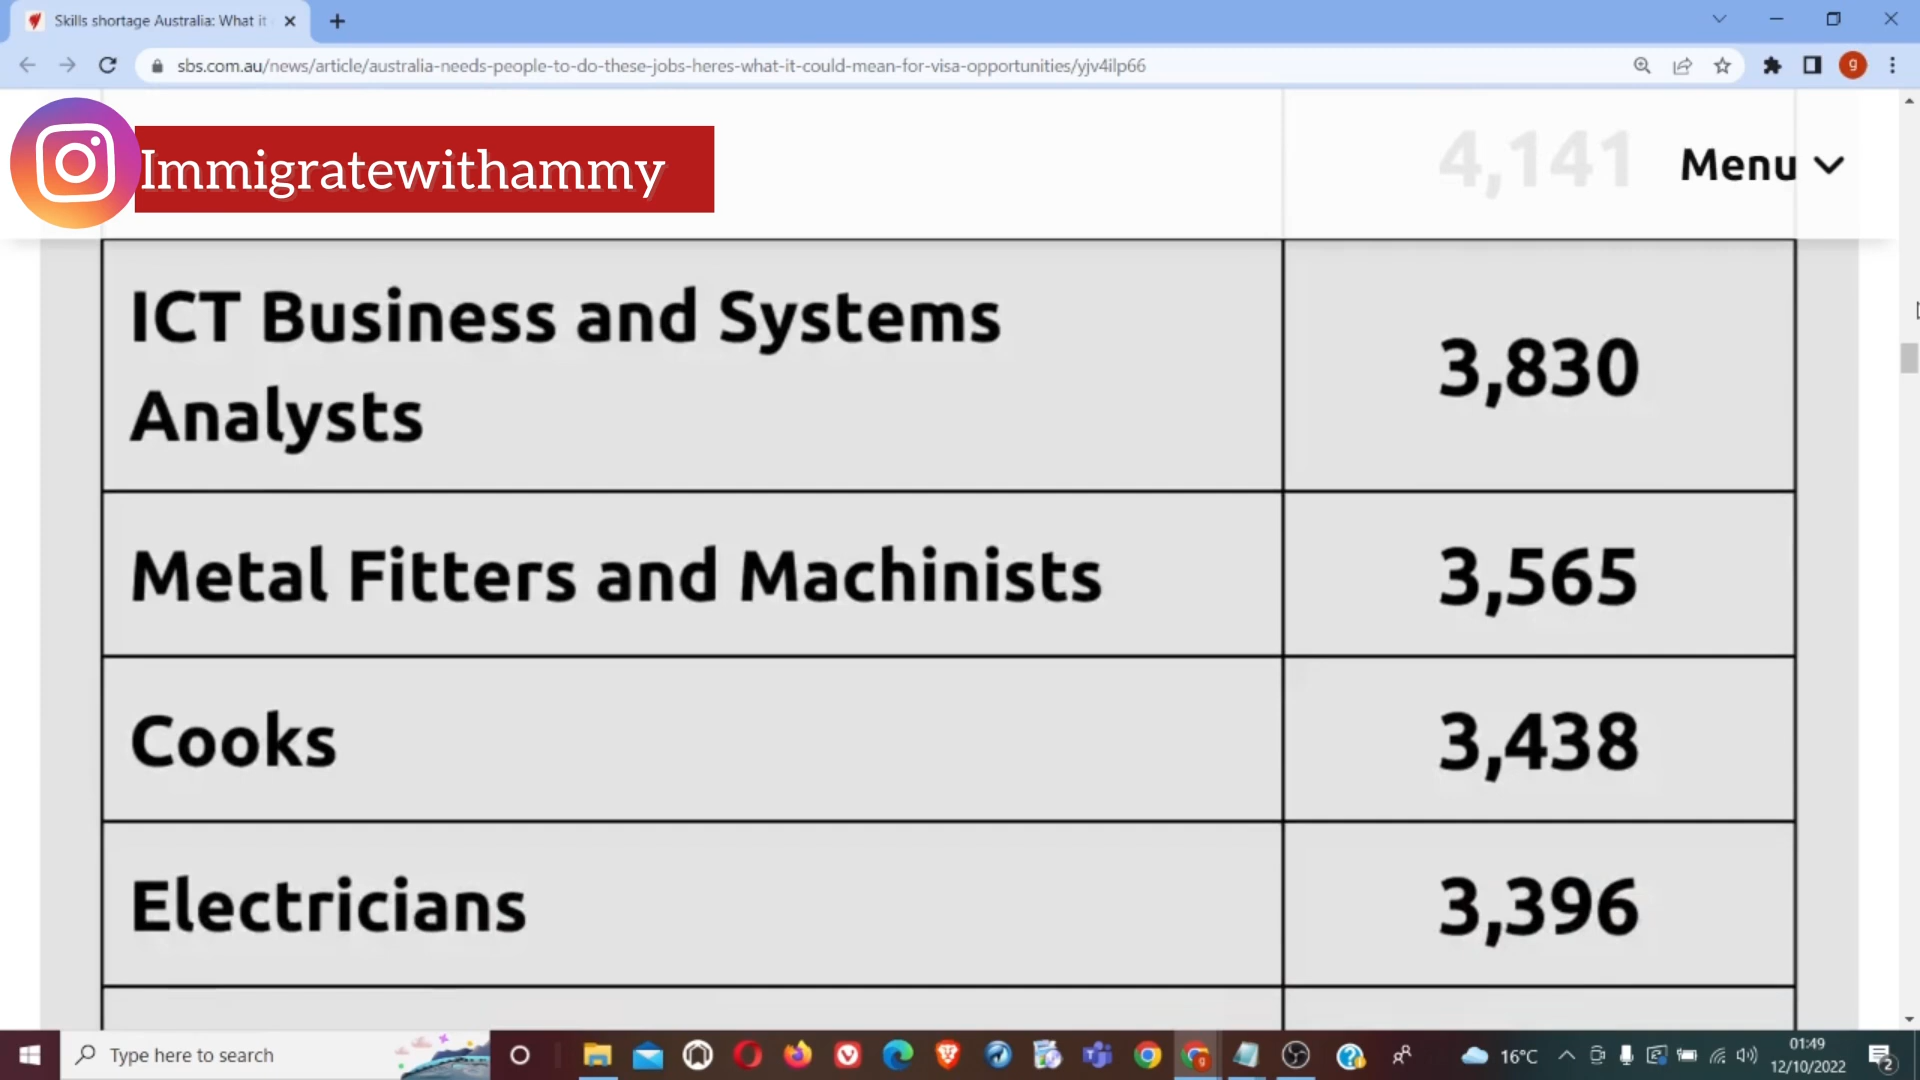 Skills shortage Australia: What it
sbs.com.au/news/article/australia-needs-people-to-do-these-jobs-heres-what-it-could-mean-for-visa-opportunities/yjv4ilp66
g
Immigratewithammy
4,141
Menu
ICT Business and Systems
Analysts
3,830
Metal Fitters and Machinists
3,565
Cooks
3,438
Electricians
3,396
Type here to search
16°C
01:49
12/10/2022
2